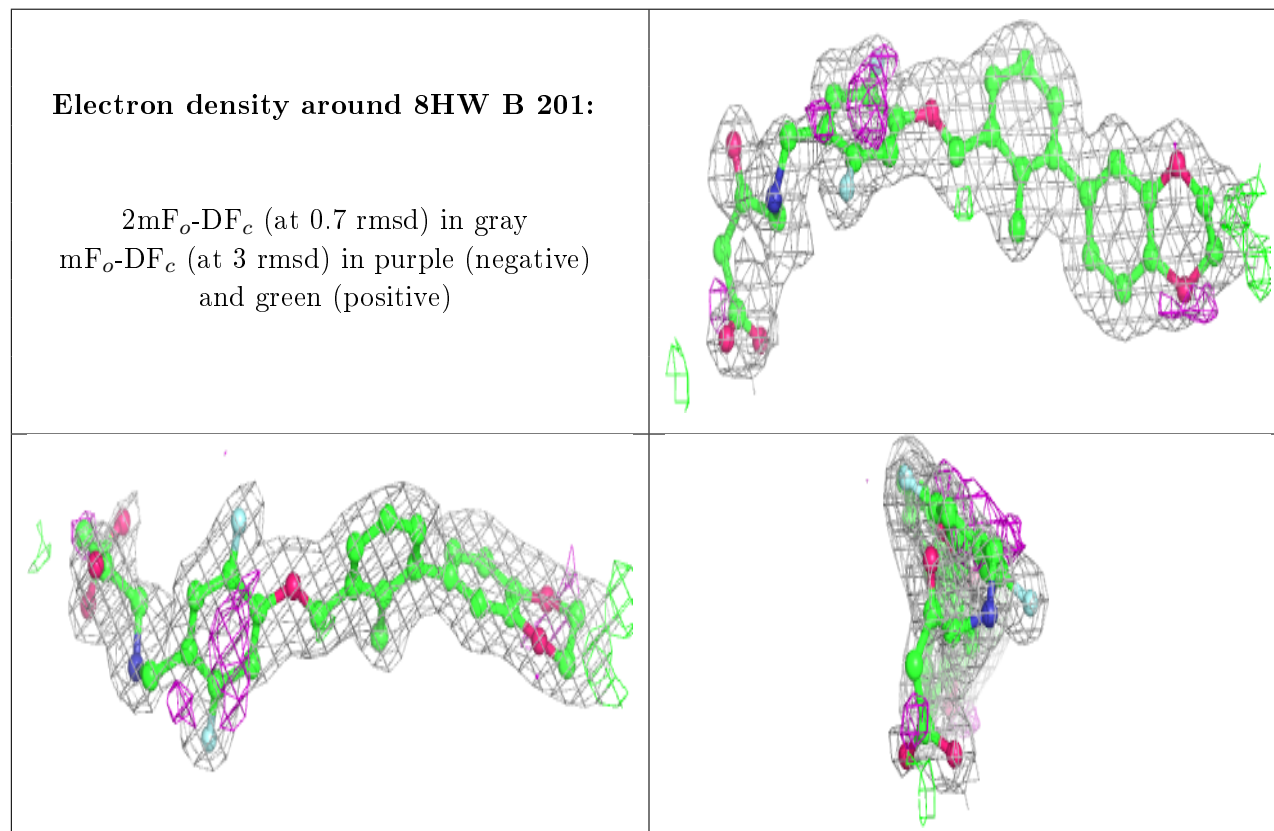 Electron density around 8HW B 201:
2mFₒ-DF𝒸 (at 0.7 rmsd) in gray
mFₒ-DF𝒸 (at 3 rmsd) in purple (negative)
and green (positive)